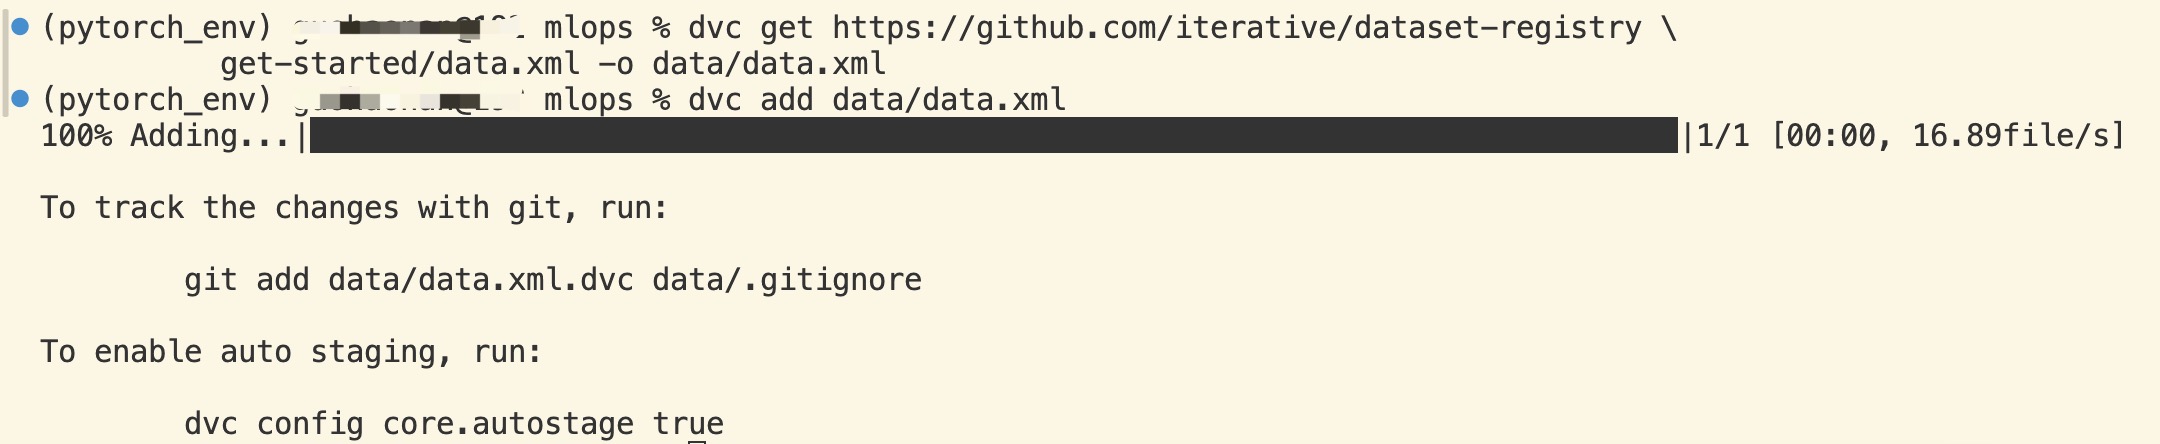 (pytorch_env) mlops % dvc get https://github.com/iterative/dataset-registry \
get-started/data.xml -o data/data.xml
(pytorch_env) mlops % dvc add data/data.xml
100% Adding...|1/1 [00:00, 16.89file/s]
To track the changes with git, run:
git add data/data.xml.dvc data/.gitignore
To enable auto staging, run:
dvc config core.autostage true